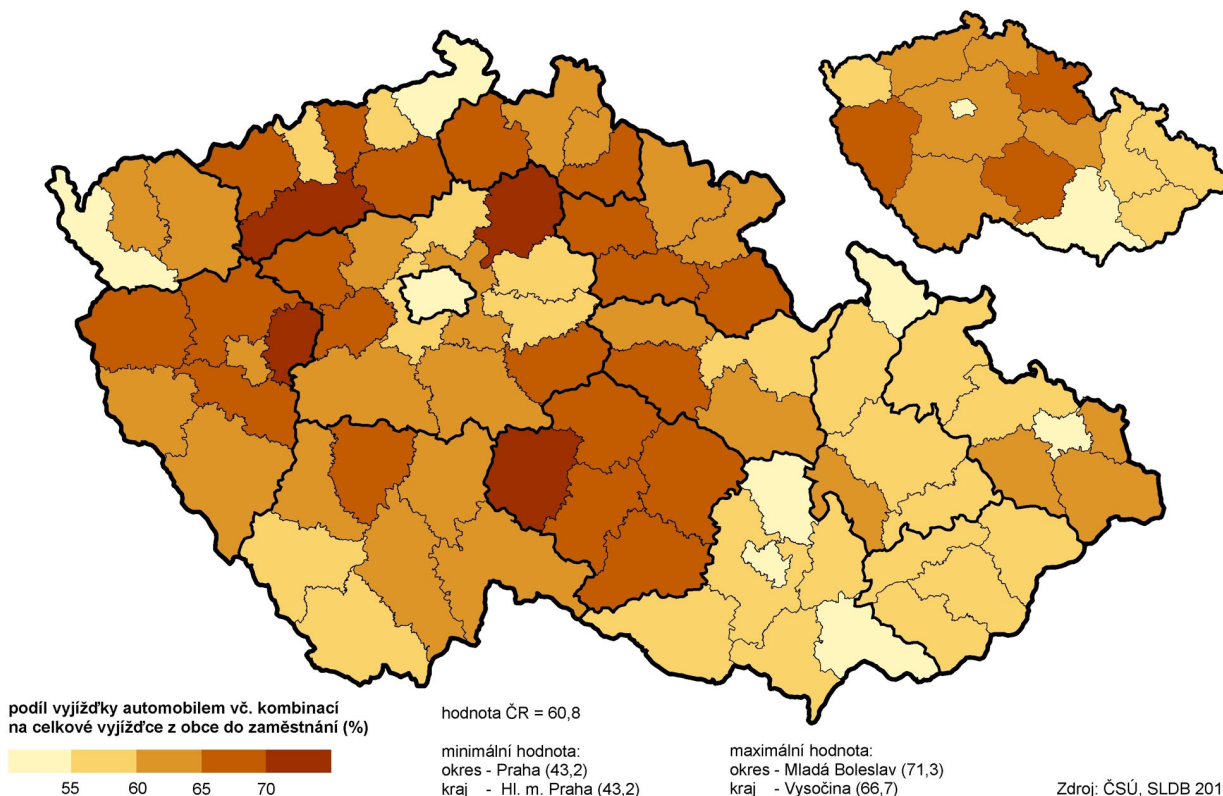 podíl vyjížďky automobilem vč. kombinací
na celkové vyjížďce z obce do zaměstnání (%)
55 60 65 70
hodnota ČR = 60,8
minimální hodnota:
okres - Praha (43,2)
kraj - Hl. m. Praha (43,2)
maximální hodnota:
okres - Mladá Boleslav (71,3)
kraj - Vysočina (66,7)
Zdroj: ČSÚ, SLDB 201